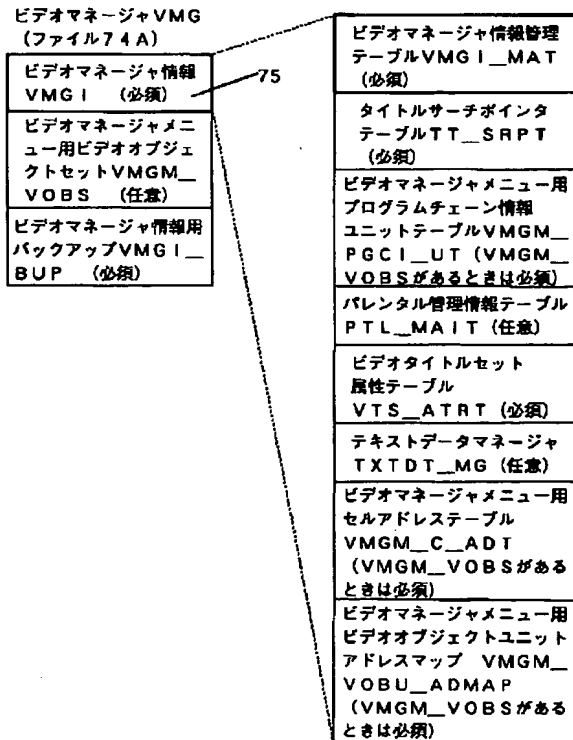 ビデオマネージャVMG
(ファイル74A)
ビデオマネージャ情報
VMGI (必須)
75
ビデオマネージャメニ
ュー用ビデオオブジェ
クトセットVMGM__
VOBS (任意)
ビデオマネージャ情報用
バックアップVMGI__
BUP (必須)
ビデオマネージャ情報管理
テーブルVMGI__MAT
(必須)
タイトルサーチポインタ
テーブルTT__SRPT
(必須)
ビデオマネージャメニュー用
プログラムチェーン情報
ユニットテーブルVMGM__
PGCI__UT (VMGM__
VOBSがあるときは必須)
パレンタル管理情報テーブル
PTL__MAIT (任意)
ビデオタイトルセット
属性テーブル
VTS__ATRT (必須)
テキストデータマネージャ
TXTDT__MG (任意)
ビデオマネージャメニュー用
セルアドレステーブル
VMGM__C__ADT
(VMGM__VOBSがある
ときは必須)
ビデオマネージャメニュー用
ビデオオブジェクトユニット
アドレスマップ VMGM__
VOBU__ADMAP
(VMGM__VOBSがある
ときは必須)